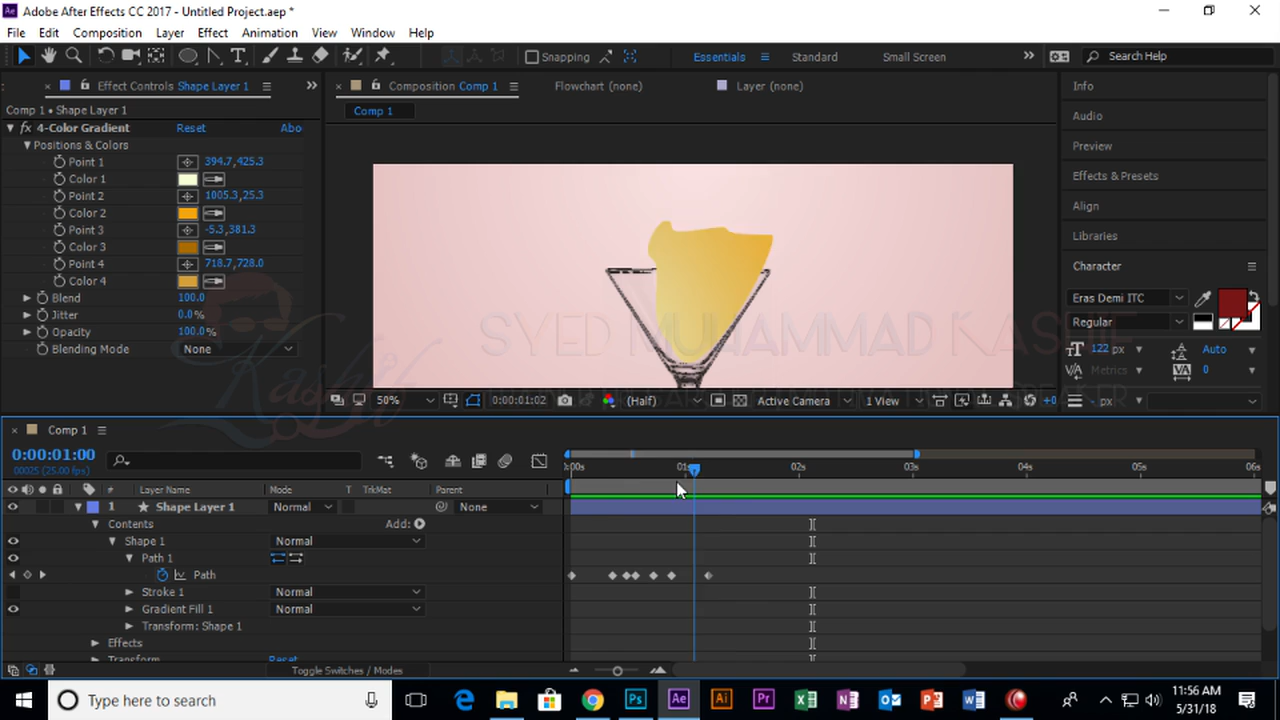 Adobe After Effects CC 2017 - Untitled Project.aep *
File Edit Composition Layer Effect Animation View Window Help
Snapping Essentials Standard Small Screen Search Help
Effect Controls Shape Layer 1 Composition Comp 1 Flowchart (none) Layer (none) Info
Comp 1 • Shape Layer 1 Comp 1
fx 4-Color Gradient Reset Abo
Audio
Positions & Colors
Preview
Point 1 394.7,425.3
Color 1
Effects & Presets
Point 2 1005.3,25.3
Align
Color 2
Point 3 -5.3,381.3
Libraries
Color 3
Point 4 718.7,728.0
Character
Color 4
Blend 100.0
Eras Demi ITC
Jitter 0.0%
Regular
Opacity 100.0%
SYED MUHAMMAD KASHIF
Blending Mode None
122 px Auto
Metrics 0
Kashif
50% 0:00:01:02 (Half) Active Camera 1 View +0
- px
Comp 1
0:00:01:00
00025 (25.00 fps)
0:00s 01s 02s 03s 04s 05s 06s
# Layer Name Mode T TrkMat Parent
1 Shape Layer 1 Normal None
Contents Add:
Shape 1 Normal
Path 1
Path
Stroke 1 Normal
Gradient Fill 1 Normal
Transform: Shape 1
Effects
Transform Reset
Toggle Switches / Modes
Type here to search
Ps Ae Ai Pr
11:56 AM
5/31/18